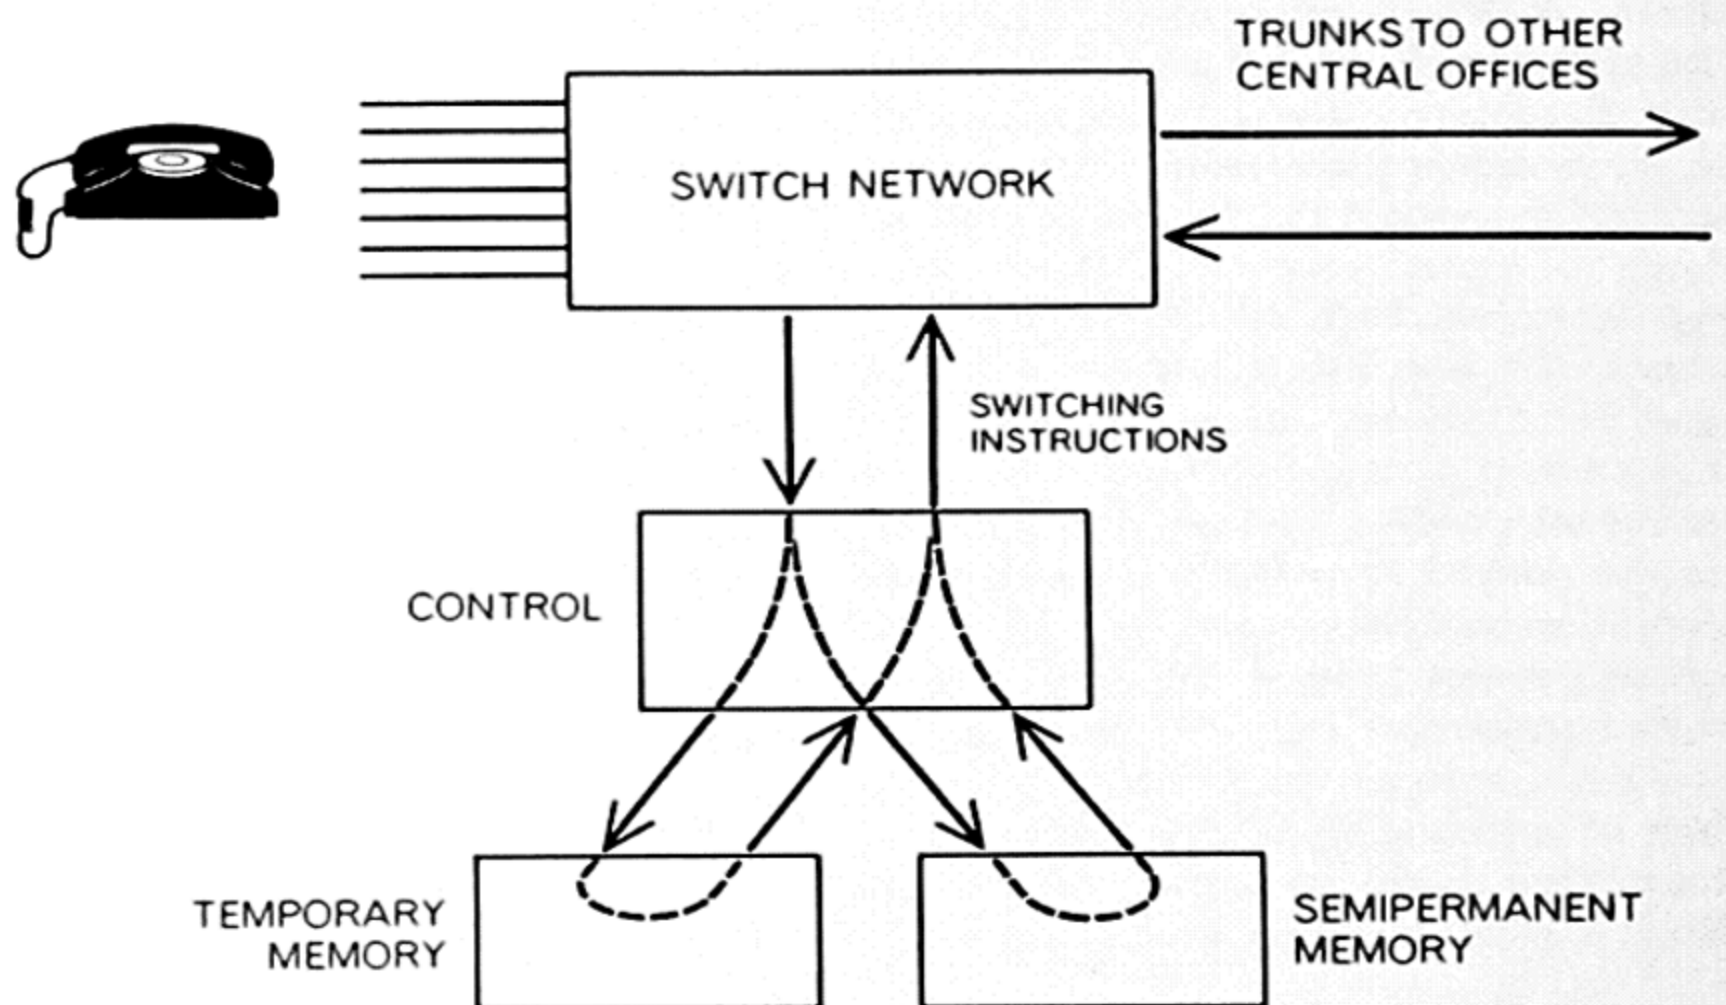 TRUNKS TO OTHER
CENTRAL OFFICES
SWITCH NETWORK
SWITCHING
INSTRUCTIONS
CONTROL
TEMPORARY
MEMORY
SEMIPERMANENT
MEMORY